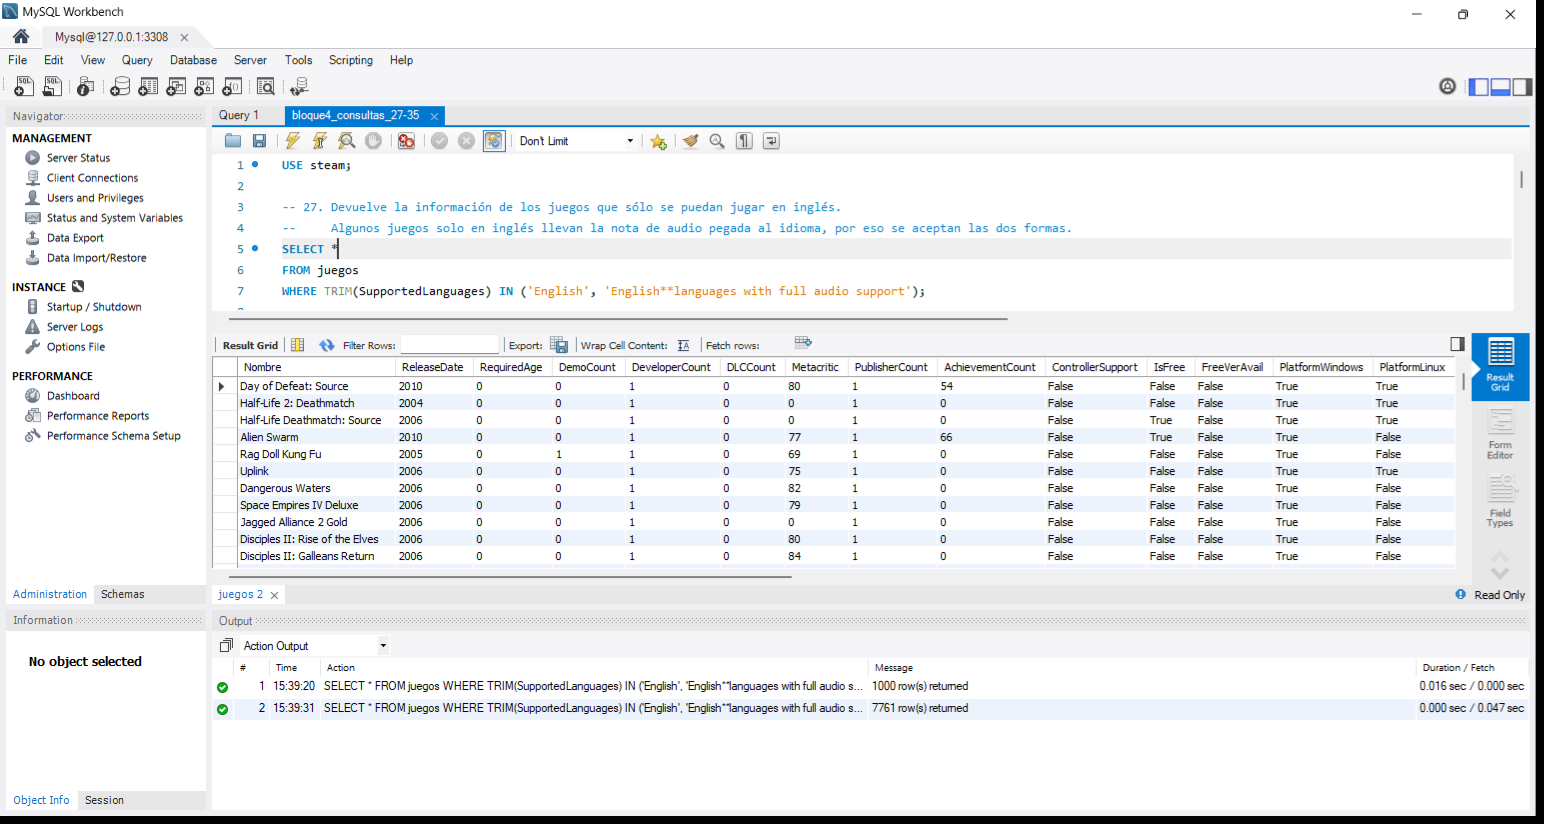 MySQL Workbench
Mysql@127.0.0.1:3308
File Edit View Query Database Server Tools Scripting Help
Navigator
MANAGEMENT
Server Status
Client Connections
Users and Privileges
Status and System Variables
Data Export
Data Import/Restore
INSTANCE
Startup / Shutdown
Server Logs
Options File
PERFORMANCE
Dashboard
Performance Reports
Performance Schema Setup
Administration Schemas
Information
No object selected
Object Info Session
Query 1 bloque4_consultas_27-35
Don't Limit
1 USE steam;
2
3 -- 27. Devuelve la información de los juegos que sólo se puedan jugar en inglés.
4 -- Algunos juegos solo en inglés llevan la nota de audio pegada al idioma, por eso se aceptan las dos formas.
5 SELECT *
6 FROM juegos
7 WHERE TRIM(SupportedLanguages) IN ('English', 'English**languages with full audio support');
Result Grid Filter Rows: Export: Wrap Cell Content: Fetch rows:
Nombre ReleaseDate RequiredAge DemoCount DeveloperCount DLCCount Metacritic PublisherCount AchievementCount ControllerSupport IsFree FreeVerAvail PlatformWindows PlatformLinux
Day of Defeat: Source 2010 0 0 1 0 80 1 54 False False False True True
Half-Life 2: Deathmatch 2004 0 0 1 0 0 1 0 False False False True True
Half-Life Deathmatch: Source 2006 0 0 1 0 0 1 0 False True False True True
Alien Swarm 2010 0 0 1 0 77 1 66 False True False True False
Rag Doll Kung Fu 2005 0 1 1 0 69 1 0 False False False True False
Uplink 2006 0 0 1 0 75 1 0 False False False True True
Dangerous Waters 2006 0 0 1 0 82 1 0 False False False True False
Space Empires IV Deluxe 2006 0 0 1 0 79 1 0 False False False True False
Jagged Alliance 2 Gold 2006 0 0 1 0 0 1 0 False False False True False
Disciples II: Rise of the Elves 2006 0 0 1 0 80 1 0 False False False True False
Disciples II: Galleans Return 2006 0 0 1 0 84 1 0 False False False True False
Result
Grid
Form
Editor
Field
Types
juegos 2 Read Only
Output
Action Output
# Time Action Message Duration / Fetch
1 15:39:20 SELECT * FROM juegos WHERE TRIM(SupportedLanguages) IN ('English', 'English**languages with full audio s... 1000 row(s) returned 0.016 sec / 0.000 sec
2 15:39:31 SELECT * FROM juegos WHERE TRIM(SupportedLanguages) IN ('English', 'English**languages with full audio s... 7761 row(s) returned 0.000 sec / 0.047 sec